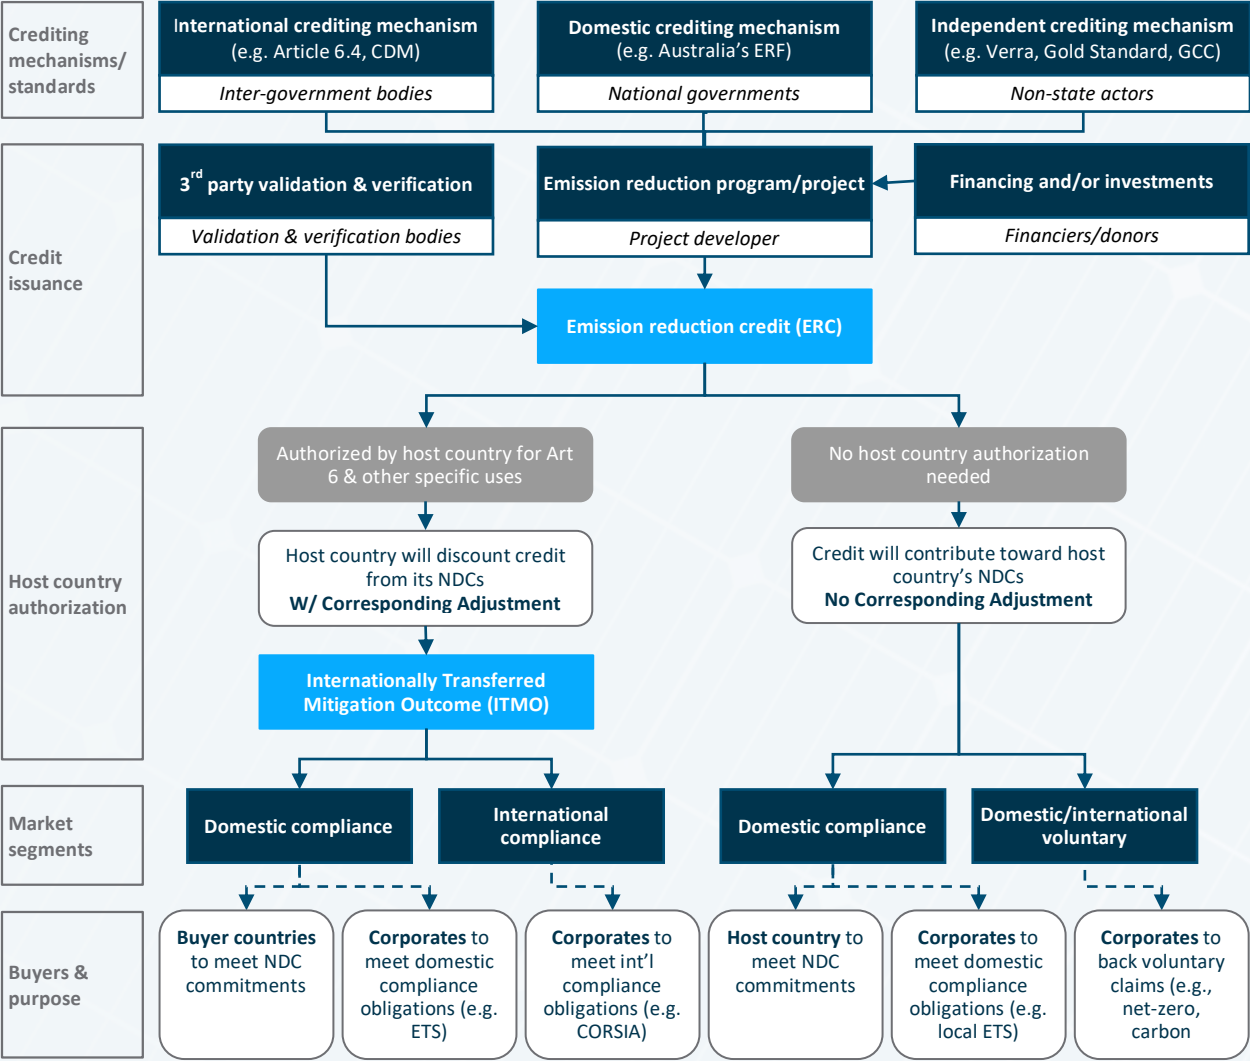 Crediting
mechanisms/
standards
International crediting mechanism
(e.g. Article 6.4, CDM)
Inter-government bodies
Domestic crediting mechanism
(e.g. Australia's ERF)
National governments
Independent crediting mechanism
(e.g. Verra, Gold Standard, GCC)
Non-state actors
Credit
issuance
3rd party validation & verification
Validation & verification bodies
Emission reduction program/project
Project developer
Financing and/or investments
Financiers/donors
Emission reduction credit (ERC)
Host country
authorization
Authorized by host country for Art
6 & other specific uses
No host country authorization
needed
Host country will discount credit
from its NDCs
W/ Corresponding Adjustment
Credit will contribute toward host
country's NDCs
No Corresponding Adjustment
Internationally Transferred
Mitigation Outcome (ITMO)
Market
segments
Domestic compliance
International
compliance
Domestic compliance
Domestic/international
voluntary
Buyers &
purpose
Buyer countries
to meet NDC
commitments
Corporates to
meet domestic
compliance
obligations (e.g.
ETS)
Corporates to
meet int'l
compliance
obligations (e.g.
CORSIA)
Host country to
meet NDC
commitments
Corporates to
meet domestic
compliance
obligations (e.g.
local ETS)
Corporates to
back voluntary
claims (e.g.,
net-zero,
carbon